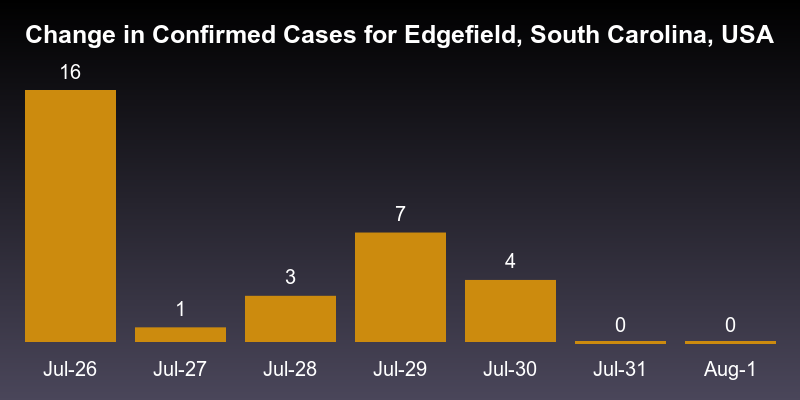 Change in Confirmed Cases for Edgefield, South Carolina, USA
16
1
3
7
4
0
0
Jul-26
Jul-27
Jul-28
Jul-29
Jul-30
Jul-31
Aug-1